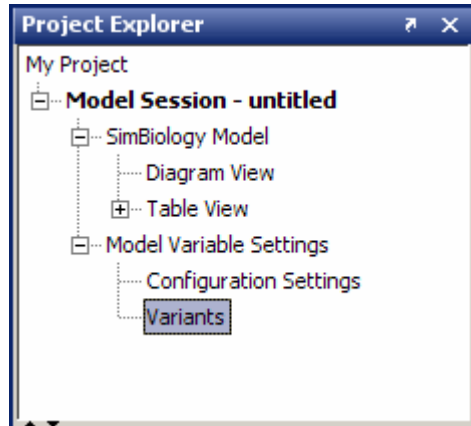 Project Explorer
My Project
Model Session - untitled
SimBiology Model
Diagram View
Table View
Model Variable Settings
Configuration Settings
Variants